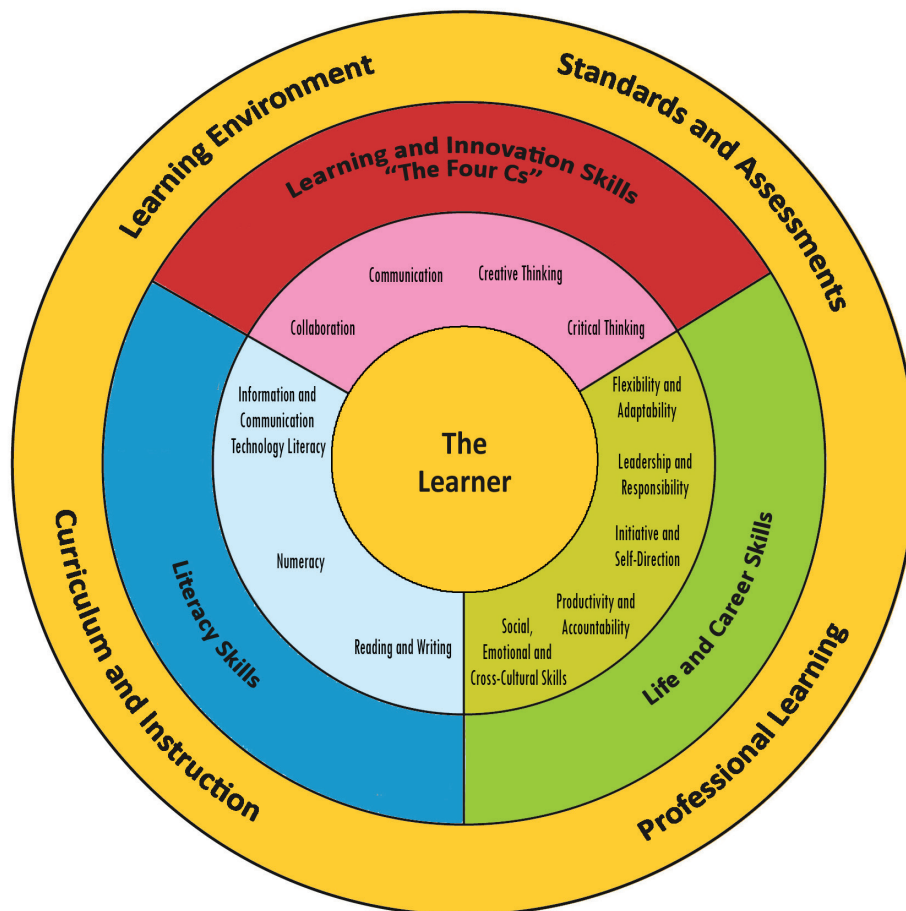 Learning Environment
Standards and Assessments
Learning and Innovation Skills
“The Four Cs”
Communication
Creative Thinking
Collaboration
Critical Thinking
Information and
Communication
Technology Literacy
Numeracy
Reading and Writing
The
Learner
Flexibility and
Adaptability
Leadership and
Responsibility
Initiative and
Self-Direction
Productivity and
Accountability
Social,
Emotional and
Cross-Cultural Skills
Literacy Skills
Life and Career Skills
Curriculum and Instruction
Professional Learning